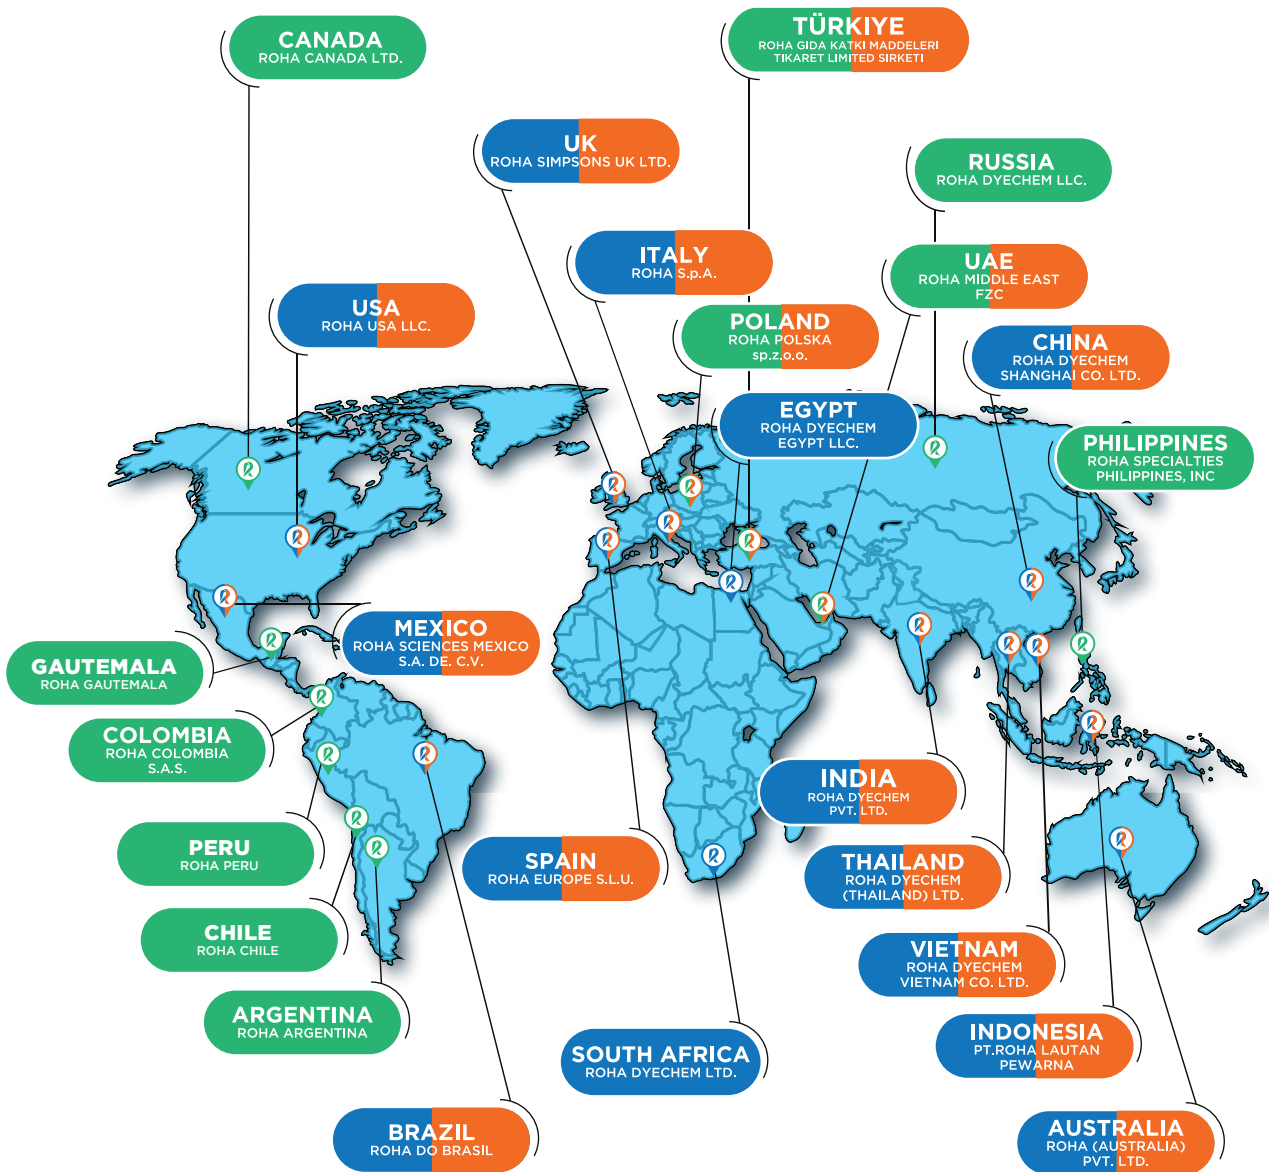 CANADA
ROHA CANADA LTD.
TÜRKIYE
ROHA GIDA KATKI MADDELERI
TIKARET LIMITED SIRKETI
UK
ROHA SIMPSONS UK LTD.
RUSSIA
ROHA DYECHEM LLC.
ITALY
ROHA S.p.A.
UAE
ROHA MIDDLE EAST
FZC
USA
ROHA USA LLC.
POLAND
ROHA POLSKA
sp.z.o.o.
CHINA
ROHA DYECHEM
SHANGHAI CO. LTD.
EGYPT
ROHA DYECHEM
EGYPT LLC.
PHILIPPINES
ROHA SPECIALTIES
PHILIPPINES, INC
MEXICO
ROHA SCIENCES MEXICO
S.A. DE. C.V.
GAUTEMALA
ROHA GAUTEMALA
COLOMBIA
ROHA COLOMBIA
S.A.S.
INDIA
ROHA DYECHEM
PVT. LTD.
PERU
ROHA PERU
SPAIN
ROHA EUROPE S.L.U.
THAILAND
ROHA DYECHEM
(THAILAND) LTD.
CHILE
ROHA CHILE
VIETNAM
ROHA DYECHEM
VIETNAM CO. LTD.
ARGENTINA
ROHA ARGENTINA
INDONESIA
PT.ROHA LAUTAN
PEWARNA
SOUTH AFRICA
ROHA DYECHEM LTD.
BRAZIL
ROHA DO BRASIL
AUSTRALIA
ROHA (AUSTRALIA)
PVT. LTD.